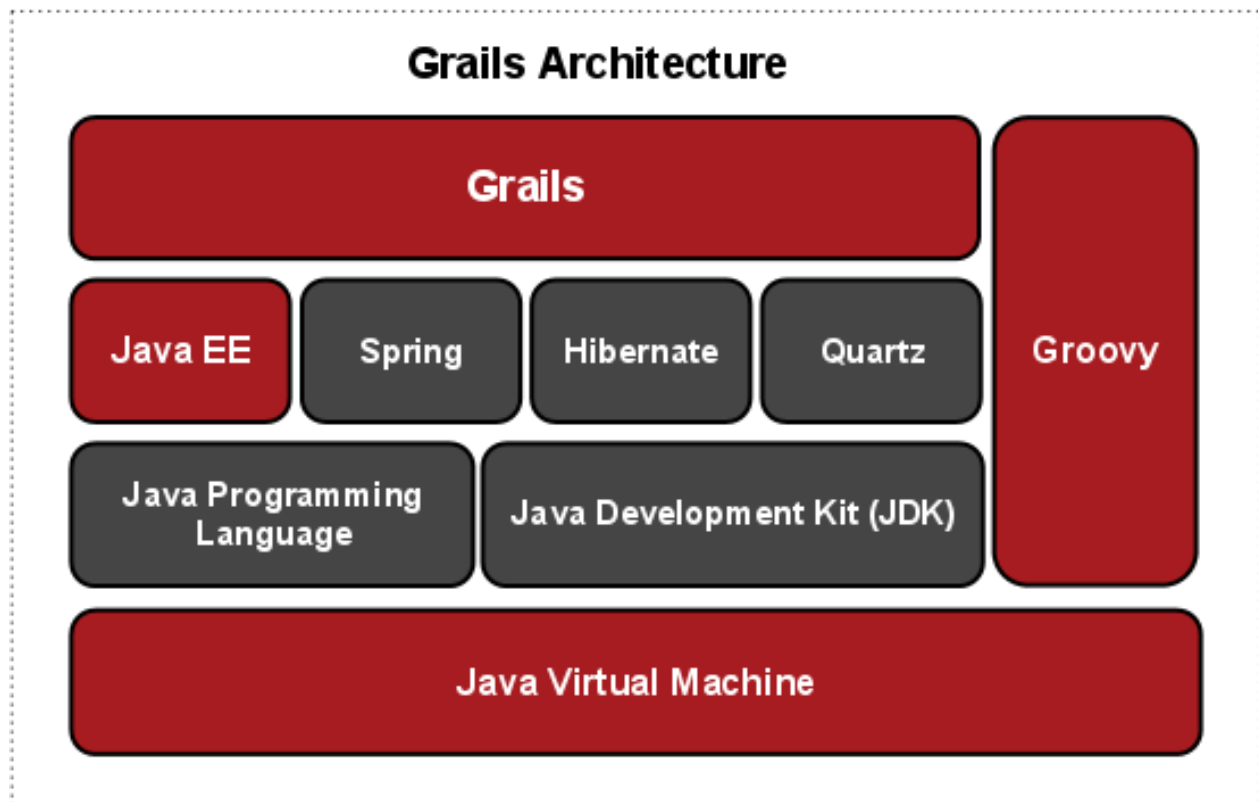 Grails Architecture
Grails
Java EE
Spring
Hibernate
Quartz
Groovy
Java Programming
Language
Java Development Kit (JDK)
Java Virtual Machine